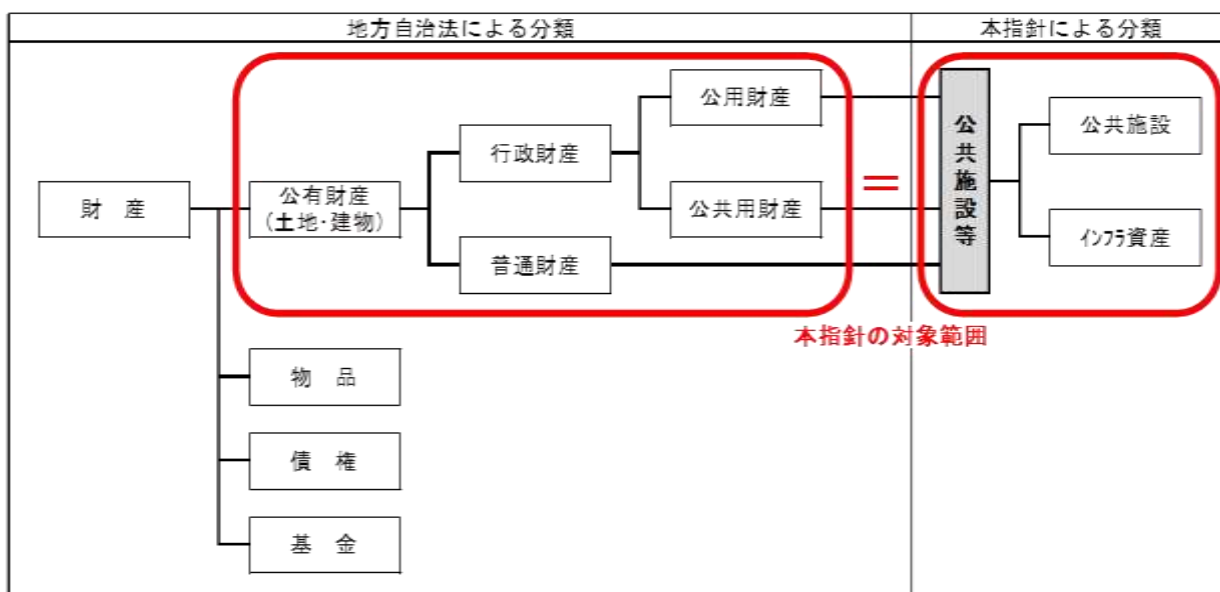 地方自治法による分類
本指針による分類
財　産
公有財産
(土地･建物)
行政財産
普通財産
公用財産
公共用財産
＝
公共施設等
公共施設
ｲﾝﾌﾗ資産
本指針の対象範囲
物　品
債　権
基　金